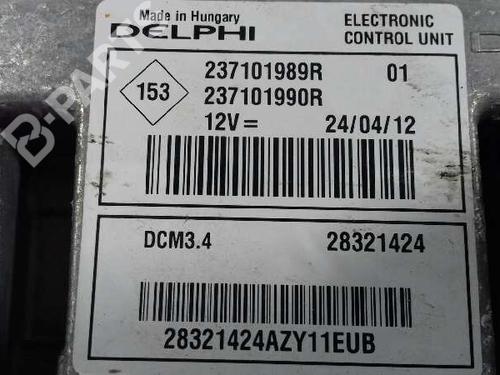 Made in Hungary
DELPHI
ELECTRONIC
CONTROL UNIT
153
237101989R 01
237101990R
12V= 24/04/12
DCM3.4 28321424
28321424AZY11EUB
B-PARTS